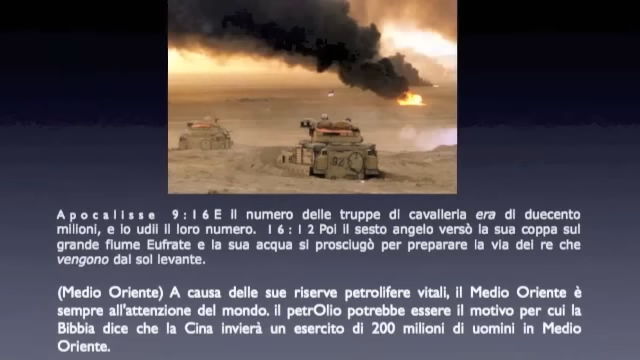 Apocalisse 9:16 E il numero delle truppe di cavalleria era di duecento
milioni, e io udii il loro numero. 16:12 Poi il sesto angelo versò la sua coppa sul
grande fiume Eufrate e la sua acqua si prosciugò per preparare la via dei re che
vengono dal sol levante.
(Medio Oriente) A causa delle sue riserve petrolifere vitali, il Medio Oriente è
sempre all'attenzione del mondo. il petrOlio potrebbe essere il motivo per cui la
Bibbia dice che la Cina invierà un esercito di 200 milioni di uomini in Medio
Oriente.